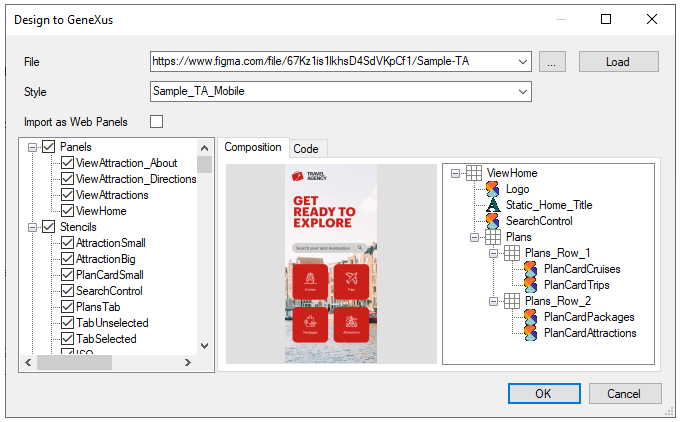 Design to GeneXus
File
https://www.figma.com/file/67Kz1is1lkhsD4SdVKpCf1/Sample-TA
...
Load
Style
Sample_TA_Mobile
Import as Web Panels
Panels
ViewAttraction_About
ViewAttraction_Directions
ViewAttractions
ViewHome
Stencils
AttractionSmall
AttractionBig
PlanCardSmall
SearchControl
PlansTab
TabUnselected
TabSelected
Composition
Code
TRAVEL
AGENCY
GET
READY TO
EXPLORE
Search your next destination
Cruises
Trips
Packages
Attractions
ViewHome
Logo
Static_Home_Title
SearchControl
Plans
Plans_Row_1
PlanCardCruises
PlanCardTrips
Plans_Row_2
PlanCardPackages
PlanCardAttractions
OK
Cancel